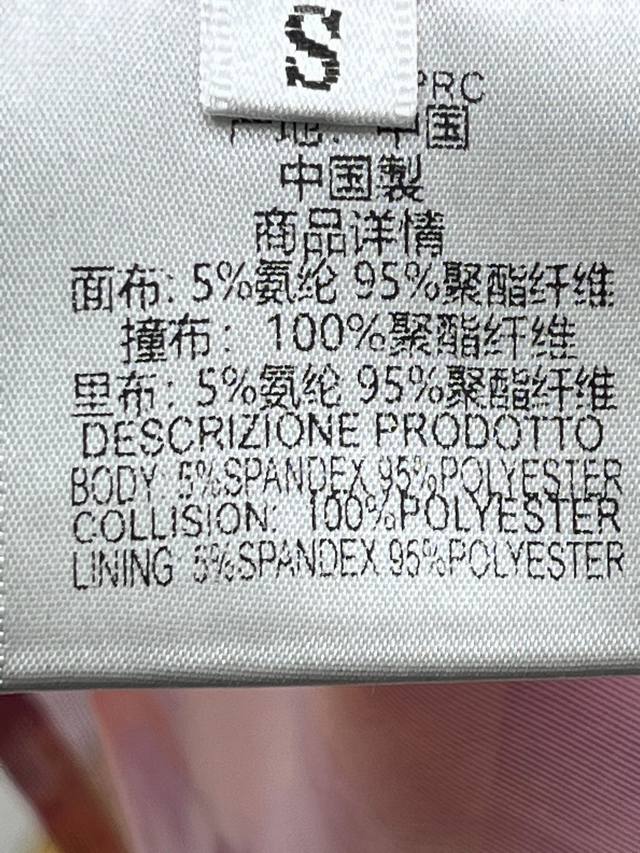 S
PRC
产地: 中国
中国製
商品详情
面布: 5%氨纶 95%聚酯纤维
撞布: 100%聚酯纤维
里布: 5%氨纶 95%聚酯纤维
DESCRIZIONE PRODOTTO
BODY: 5%SPANDEX 95%POLYESTER
COLLISION: 100%POLYESTER
LINING 5%SPANDEX 95%POLYESTER